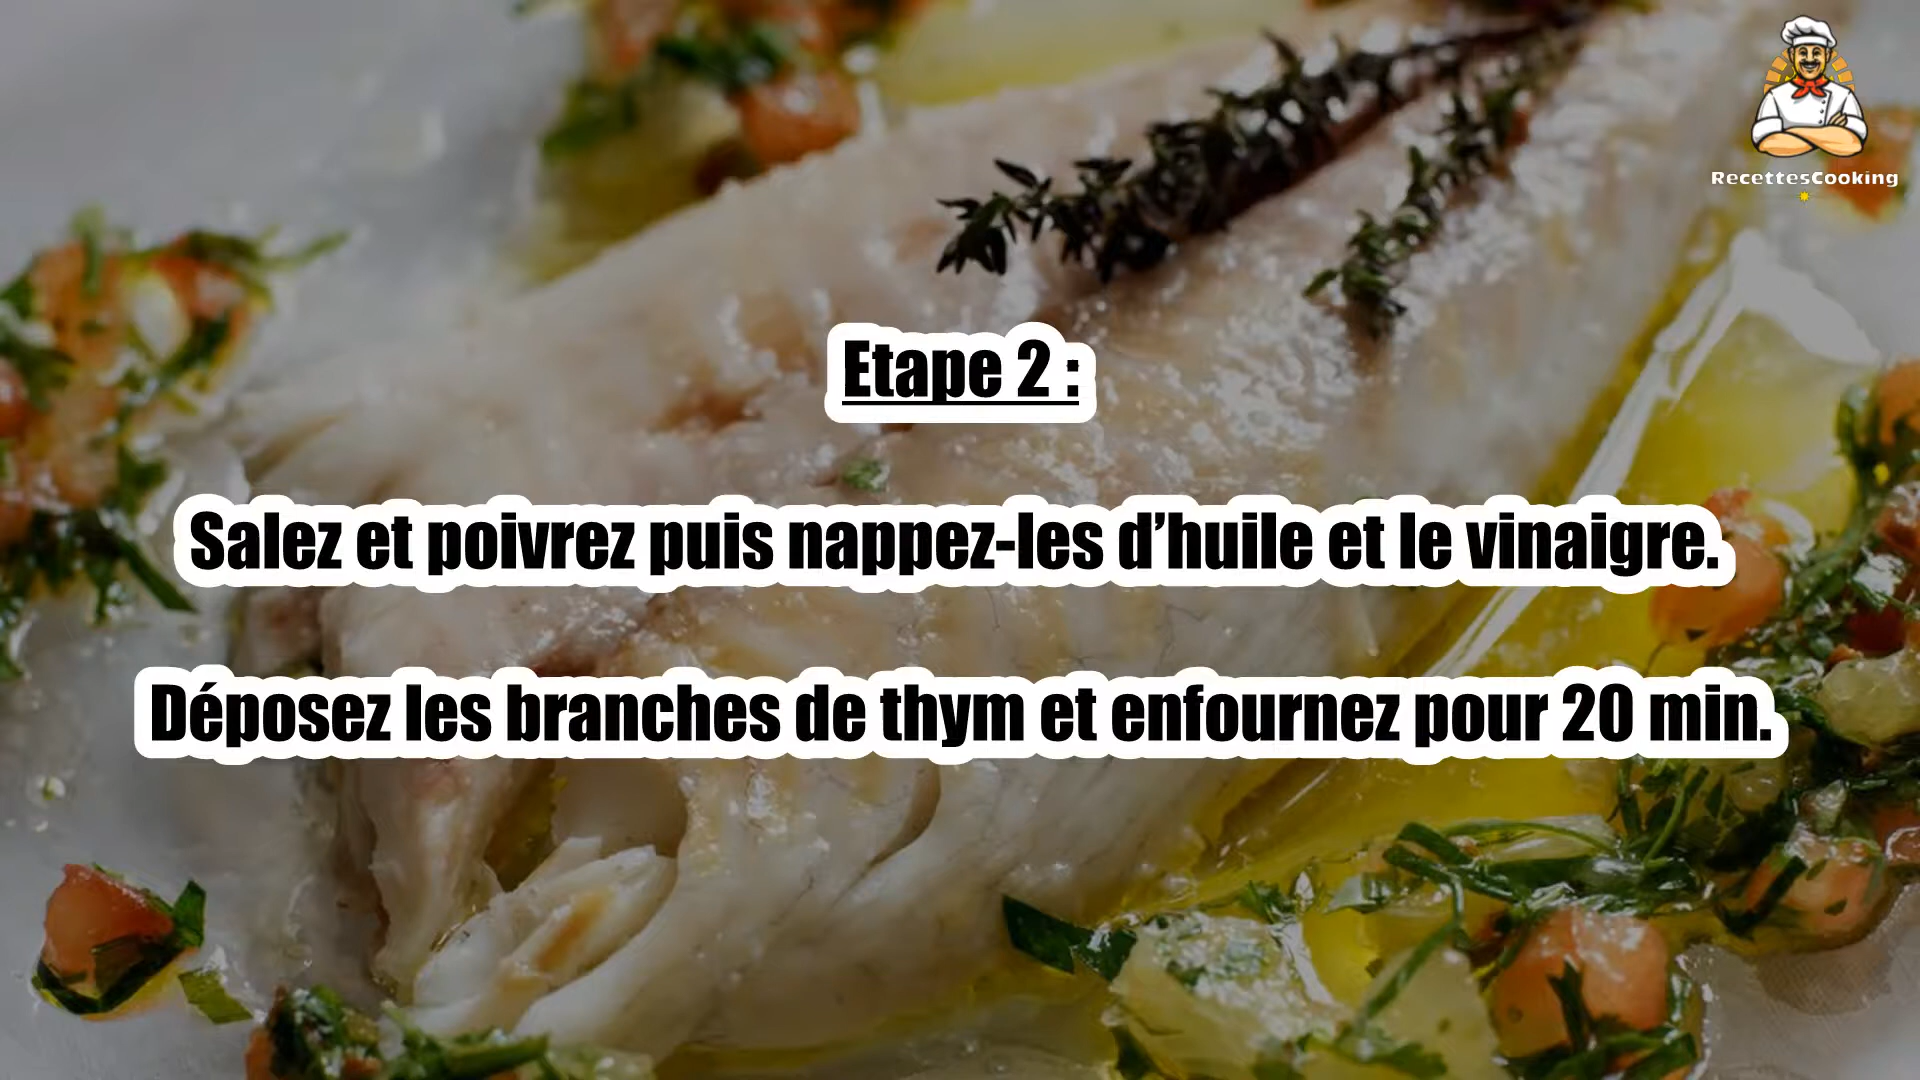 RecettesCooking
Etape 2 :
Salez et poivrez puis nappez-les d’huile et le vinaigre.
Déposez les branches de thym et enfournez pour 20 min.